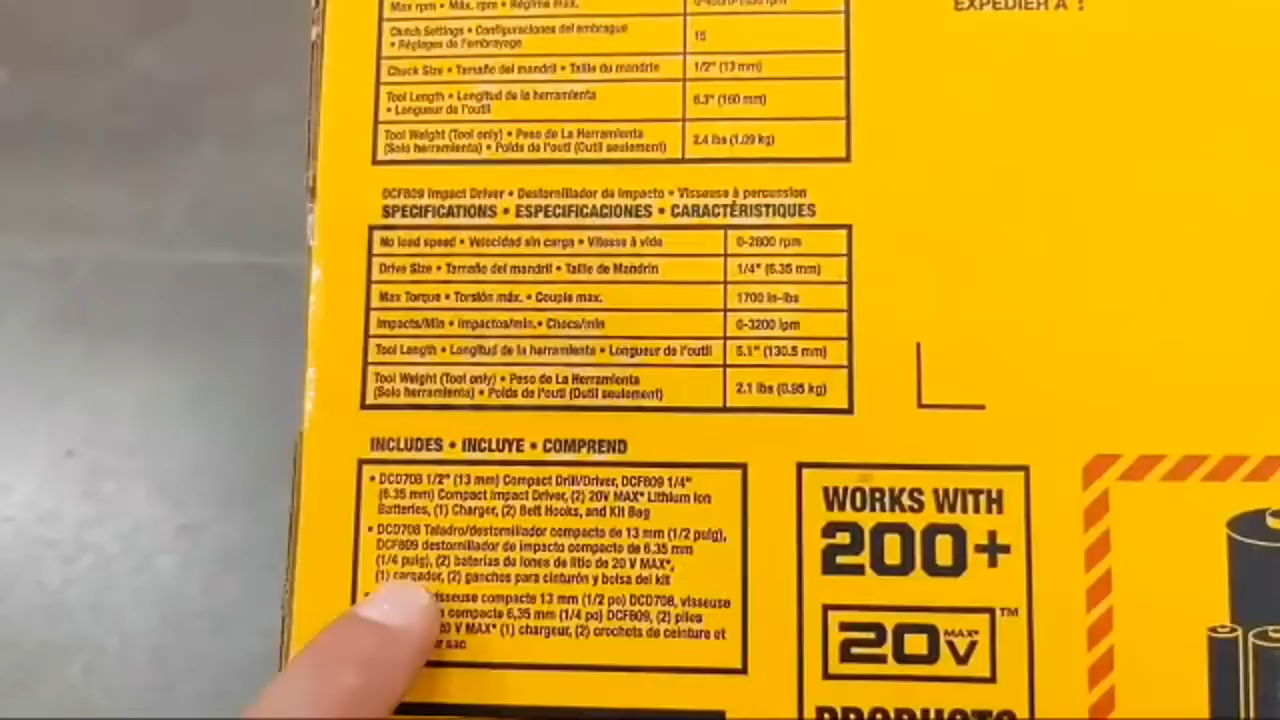 Max rpm • Máx. rpm • Régime max.
EXPÉDIER À :
Clutch Settings • Configuraciones del embrague
• Réglages de l'embrayage
15
Chuck Size • Tamaño del mandril • Taille du mandrin
1/2" (13 mm)
Tool Length • Longitud de la herramienta
• Longueur de l'outil
6.3" (160 mm)
Tool Weight (Tool only) • Peso de La Herramienta
(Solo herramienta) • Poids de l'outil (Outil seulement)
2.4 lbs (1.09 kg)
DCF809 Impact Driver • Destornillador de Impacto • Visseuse à percussion
SPECIFICATIONS • ESPECIFICACIONES • CARACTÉRISTIQUES
No load speed • Velocidad sin carga • Vitesse à vide
0-2800 rpm
Drive Size • Tamaño del mandril • Taille de Mandrin
1/4" (6.35 mm)
Max Torque • Torsión máx. • Couple max.
1700 in-lbs
Impacts/Min • Impactos/min. • Chocs/min
0-3200 ipm
Tool Length • Longitud de la herramienta • Longueur de l'outil
5.1" (130.5 mm)
Tool Weight (Tool only) • Peso de La Herramienta
(Solo herramienta) • Poids de l'outil (Outil seulement)
2.1 lbs (0.95 kg)
INCLUDES • INCLUYE • COMPREND
• DCD708 1/2" (13 mm) Compact Drill/Driver, DCF809 1/4"
(6.35 mm) Compact Impact Driver, (2) 20V MAX* Lithium Ion
Batteries, (1) Charger, (2) Belt Hooks, and Kit Bag
• DCD708 Taladro/destornillador compacto de 13 mm (1/2 pulg),
DCF809 destornillador de impacto compacto de 6.35 mm
(1/4 pulg), (2) baterías de iones de litio de 20 V MAX*,
(1) cargador, (2) ganchos para cinturón y bolsa del kit
visseuse compacte 13 mm (1/2 po) DCD708, visseuse
compacte 6,35 mm (1/4 po) DCF809, (2) piles
20 V MAX* (1) chargeur, (2) crochets de ceinture et
sac
WORKS WITH
200+
20V MAX* ™
PRODUCTS